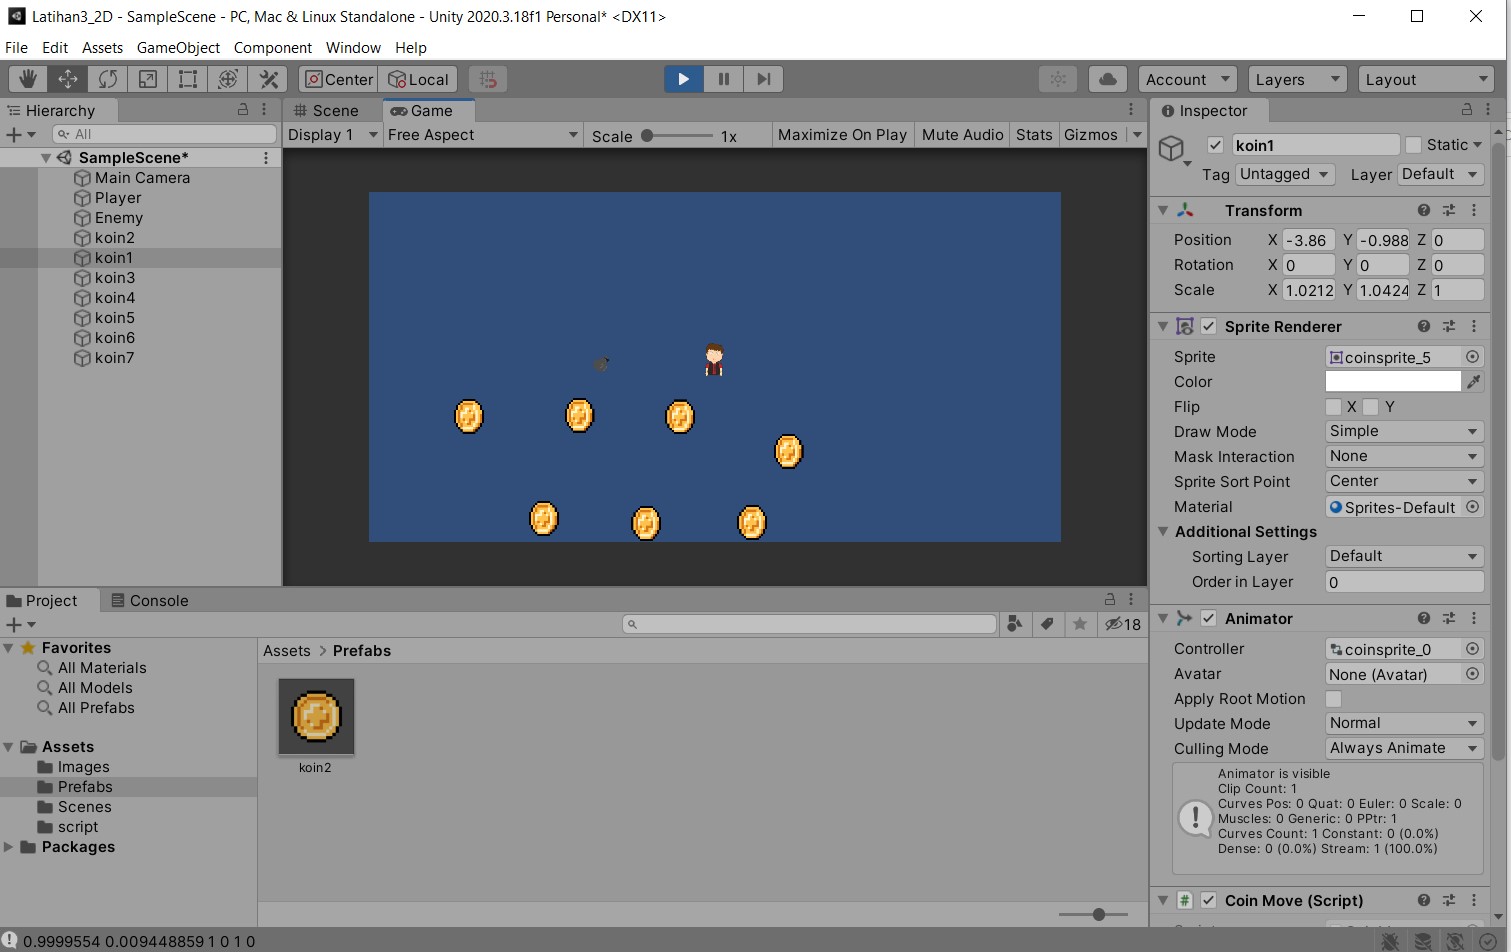 Latihan3_2D - SampleScene - PC, Mac & Linux Standalone - Unity 2020.3.18f1 Personal* <DX11>
File Edit Assets GameObject Component Window Help
Center Local Account Layers Layout
Hierarchy
All
SampleScene*
Main Camera
Player
Enemy
koin2
koin1
koin3
koin4
koin5
koin6
koin7
Scene Game
Display 1 Free Aspect Scale 1x Maximize On Play Mute Audio Stats Gizmos
Inspector
koin1 Static
Tag Untagged Layer Default
Transform
Position X -3.86 Y -0.988 Z 0
Rotation X 0 Y 0 Z 0
Scale X 1.0212 Y 1.0424 Z 1
Sprite Renderer
Sprite coinsprite_5
Color
Flip X Y
Draw Mode Simple
Mask Interaction None
Sprite Sort Point Center
Material Sprites-Default
Additional Settings
Sorting Layer Default
Order in Layer 0
Animator
Controller coinsprite_0
Avatar None (Avatar)
Apply Root Motion
Update Mode Normal
Culling Mode Always Animate
Animator is visible
Clip Count: 1
Curves Pos: 0 Quat: 0 Euler: 0 Scale: 0
Muscles: 0 Generic: 0 PPtr: 1
Curves Count: 1 Constant: 0 (0.0%)
Dense: 0 (0.0%) Stream: 1 (100.0%)
Coin Move (Script)
Project Console
18
Favorites
All Materials
All Models
All Prefabs
Assets
Images
Prefabs
Scenes
script
Packages
Assets > Prefabs
koin2
0.9999554 0.009448859 1 0 1 0